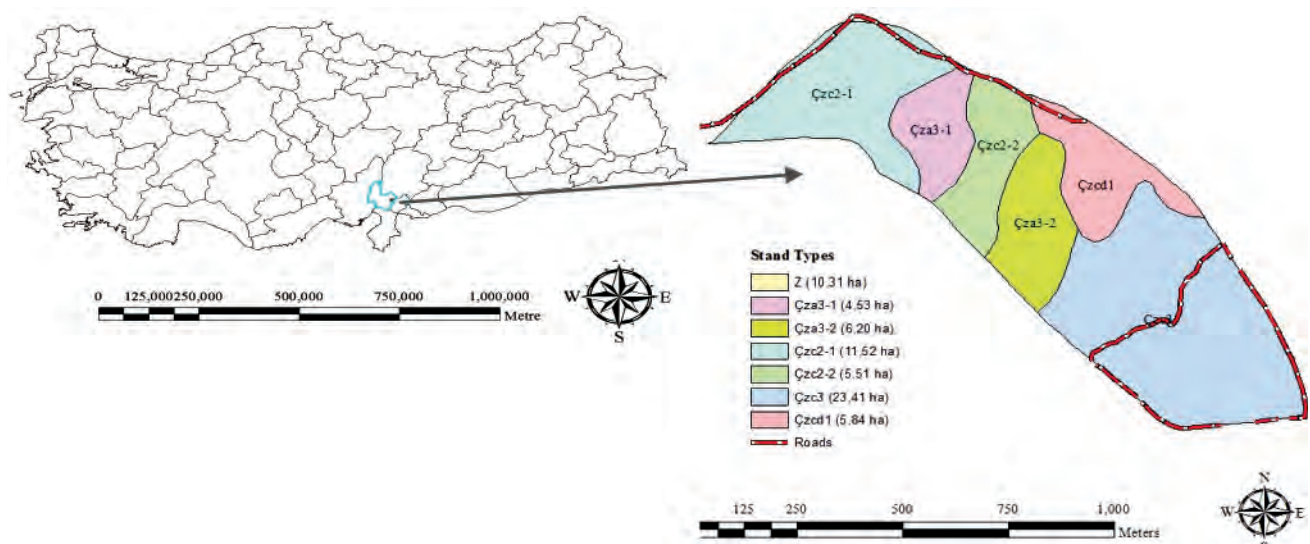 Çzc2-1
Çza3-1
Çzc2-2
Çzcd1
Çza3-2
Stand Types
Z (10.31 ha)
Çza3-1 (4.53 ha)
Çza3-2 (6.20 ha)
Çzc2-1 (11.52 ha)
Çzc2-2 (5.51 ha)
Çzc3 (23.41 ha)
Çzcd1 (5.84 ha)
Roads
0 125,000250,000 500,000 750,000 1,000,000
Metre
W E
S
125 250 500 750 1,000
Meters
N
W E